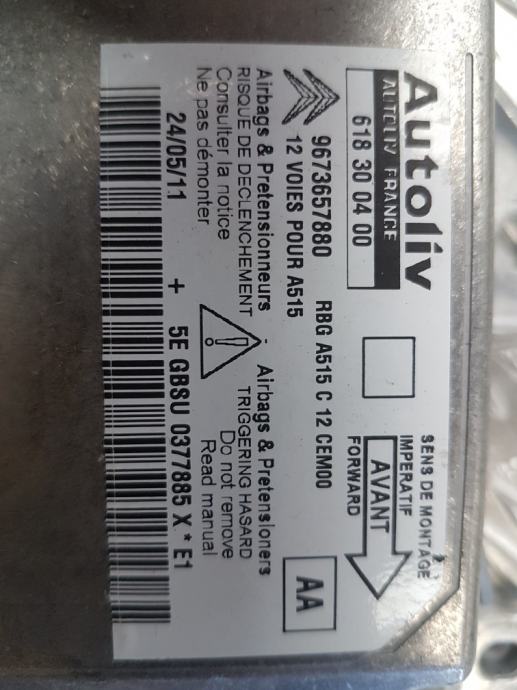 Autoliv
AUTOLIV FRANCE
618 30 04 00
SENS DE MONTAGE
IMPERATIF
AVANT
FORWARD
9673657880 RBG A515 C 12 CEM00
12 VOIES POUR A515
AA
Airbags & Pretensionneurs - Airbags & Pretensioners
RISQUE DE DECLENCHEMENT TRIGGERING HASARD
Consulter la notice Do not remove
Ne pas démonter Read manual
24/05/11 + 5E GBSU 0377885 X * E1